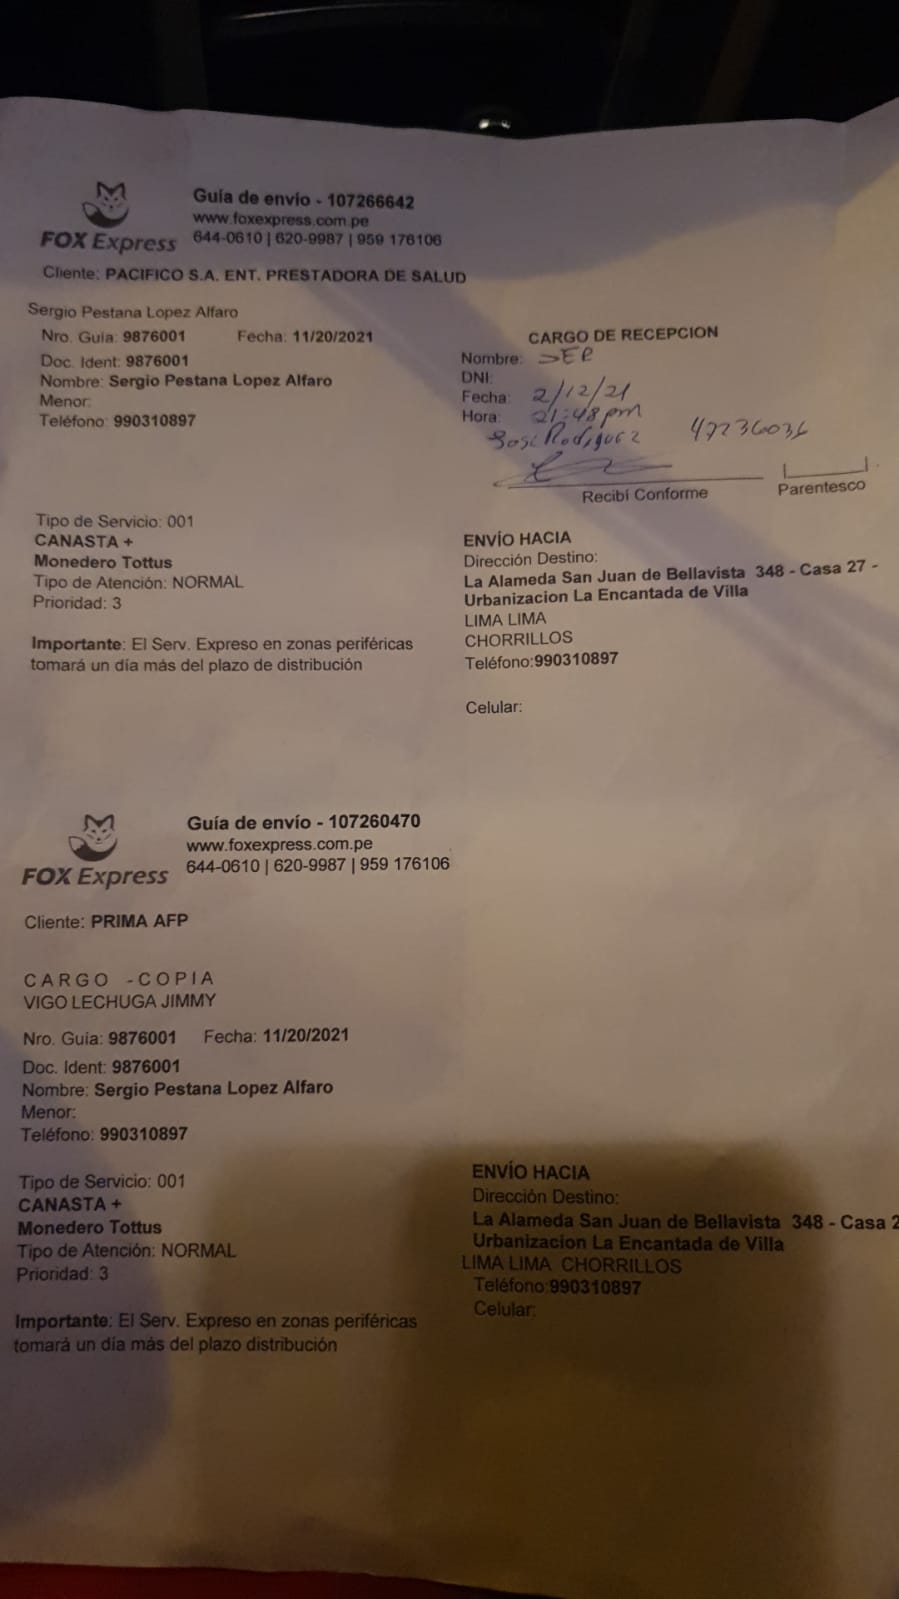 FOX Express
Guía de envío - 107266642
www.foxexpress.com.pe
644-0610 | 620-9987 | 959 176106
Cliente: PACIFICO S.A. ENT. PRESTADORA DE SALUD
Sergio Pestana Lopez Alfaro
Nro. Guía: 9876001 Fecha: 11/20/2021
Doc. Ident: 9876001
Nombre: Sergio Pestana Lopez Alfaro
Menor:
Teléfono: 990310897
CARGO DE RECEPCION
Nombre:
DNI:
Fecha: 2/12/21
Hora: 21:48 pm
Jose Rodriguez 47236036
Recibí Conforme Parentesco
Tipo de Servicio: 001
CANASTA +
Monedero Tottus
Tipo de Atención: NORMAL
Prioridad: 3
Importante: El Serv. Expreso en zonas periféricas
tomará un día más del plazo de distribución
ENVÍO HACIA
Dirección Destino:
La Alameda San Juan de Bellavista 348 - Casa 27 -
Urbanizacion La Encantada de Villa
LIMA LIMA
CHORRILLOS
Teléfono:990310897
Celular:
FOX Express
Guía de envío - 107260470
www.foxexpress.com.pe
644-0610 | 620-9987 | 959 176106
Cliente: PRIMA AFP
CARGO -COPIA
VIGO LECHUGA JIMMY
Nro. Guía: 9876001 Fecha: 11/20/2021
Doc. Ident: 9876001
Nombre: Sergio Pestana Lopez Alfaro
Menor:
Teléfono: 990310897
Tipo de Servicio: 001
CANASTA +
Monedero Tottus
Tipo de Atención: NORMAL
Prioridad: 3
Importante: El Serv. Expreso en zonas periféricas
tomará un día más del plazo distribución
ENVÍO HACIA
Dirección Destino:
La Alameda San Juan de Bellavista 348 - Casa 2
Urbanizacion La Encantada de Villa
LIMA LIMA CHORRILLOS
Teléfono:990310897
Celular: